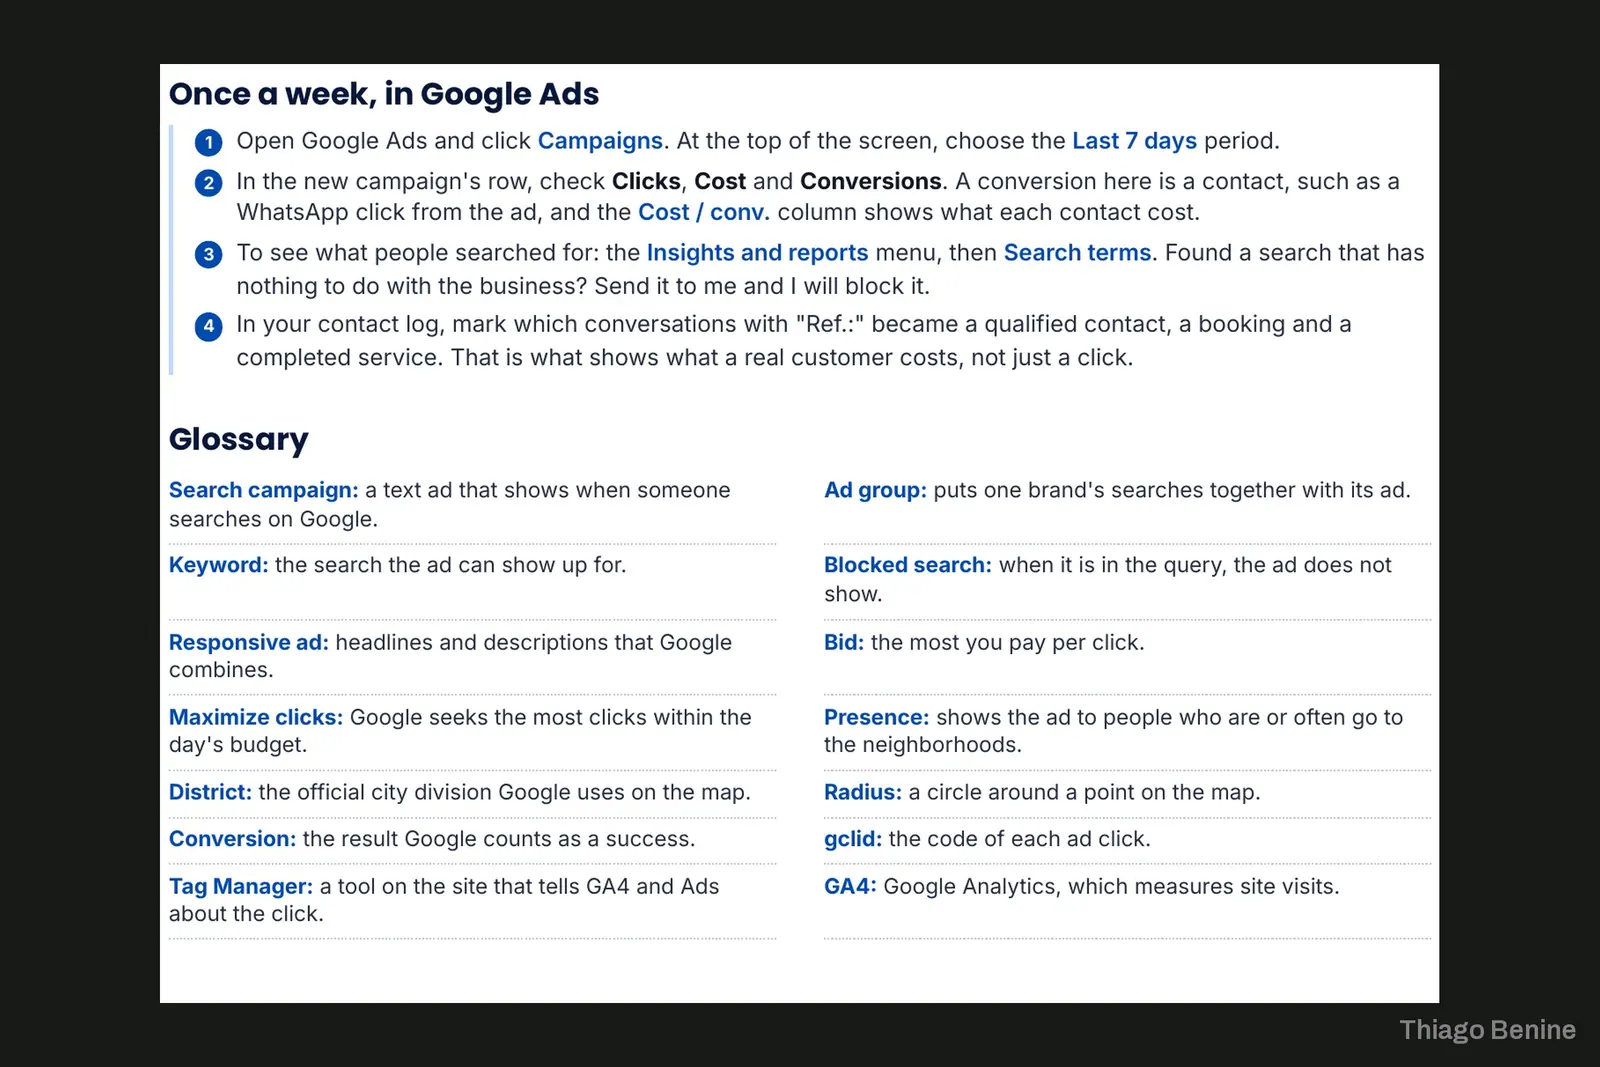 Once a week, in Google Ads
1 Open Google Ads and click Campaigns. At the top of the screen, choose the Last 7 days period.
2 In the new campaign's row, check Clicks, Cost and Conversions. A conversion here is a contact, such as a
WhatsApp click from the ad, and the Cost / conv. column shows what each contact cost.
3 To see what people searched for: the Insights and reports menu, then Search terms. Found a search that has
nothing to do with the business? Send it to me and I will block it.
4 In your contact log, mark which conversations with "Ref.:" became a qualified contact, a booking and a
completed service. That is what shows what a real customer costs, not just a click.
Glossary
Search campaign: a text ad that shows when someone
searches on Google.
Ad group: puts one brand's searches together with its ad.
Keyword: the search the ad can show up for.
Blocked search: when it is in the query, the ad does not
show.
Responsive ad: headlines and descriptions that Google
combines.
Bid: the most you pay per click.
Maximize clicks: Google seeks the most clicks within the
day's budget.
Presence: shows the ad to people who are or often go to
the neighborhoods.
District: the official city division Google uses on the map.
Radius: a circle around a point on the map.
Conversion: the result Google counts as a success.
gclid: the code of each ad click.
Tag Manager: a tool on the site that tells GA4 and Ads
about the click.
GA4: Google Analytics, which measures site visits.
Thiago Benine